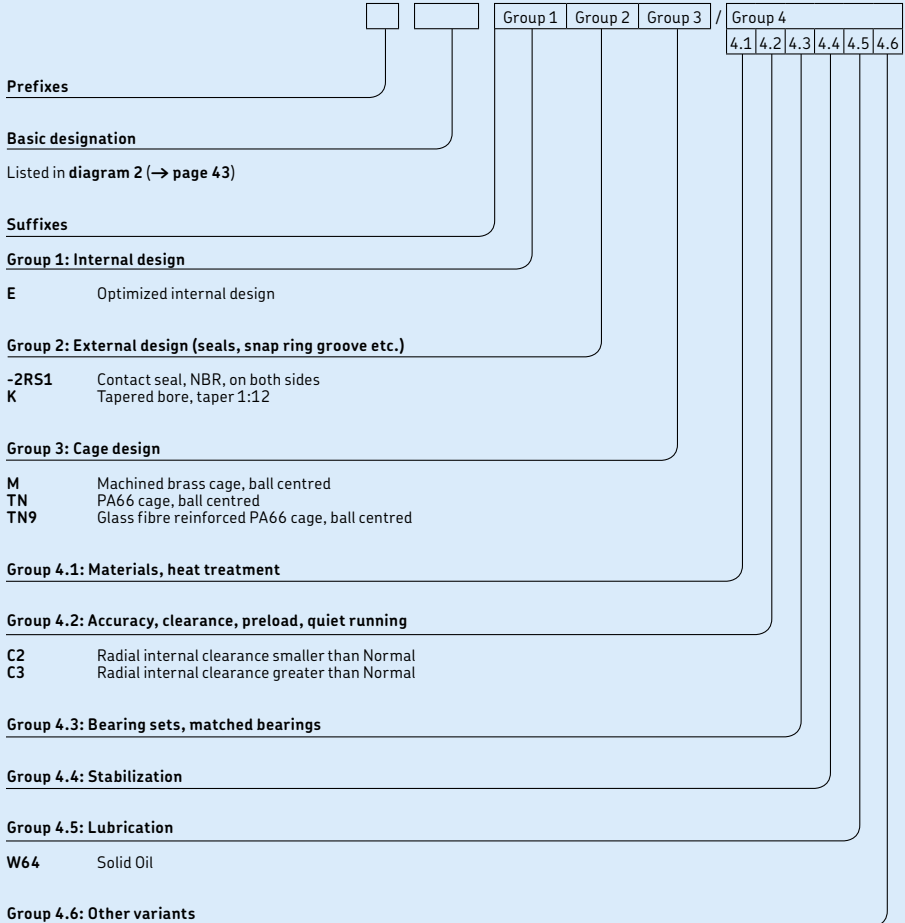 Group 1 Group 2 Group 3 / Group 4
4.1 4.2 4.3 4.4 4.5 4.6
Prefixes
Basic designation
Listed in diagram 2 (→ page 43)
Suffixes
Group 1: Internal design
E Optimized internal design
Group 2: External design (seals, snap ring groove etc.)
-2RS1 Contact seal, NBR, on both sides
K Tapered bore, taper 1:12
Group 3: Cage design
M Machined brass cage, ball centred
TN PA66 cage, ball centred
TN9 Glass fibre reinforced PA66 cage, ball centred
Group 4.1: Materials, heat treatment
Group 4.2: Accuracy, clearance, preload, quiet running
C2 Radial internal clearance smaller than Normal
C3 Radial internal clearance greater than Normal
Group 4.3: Bearing sets, matched bearings
Group 4.4: Stabilization
Group 4.5: Lubrication
W64 Solid Oil
Group 4.6: Other variants